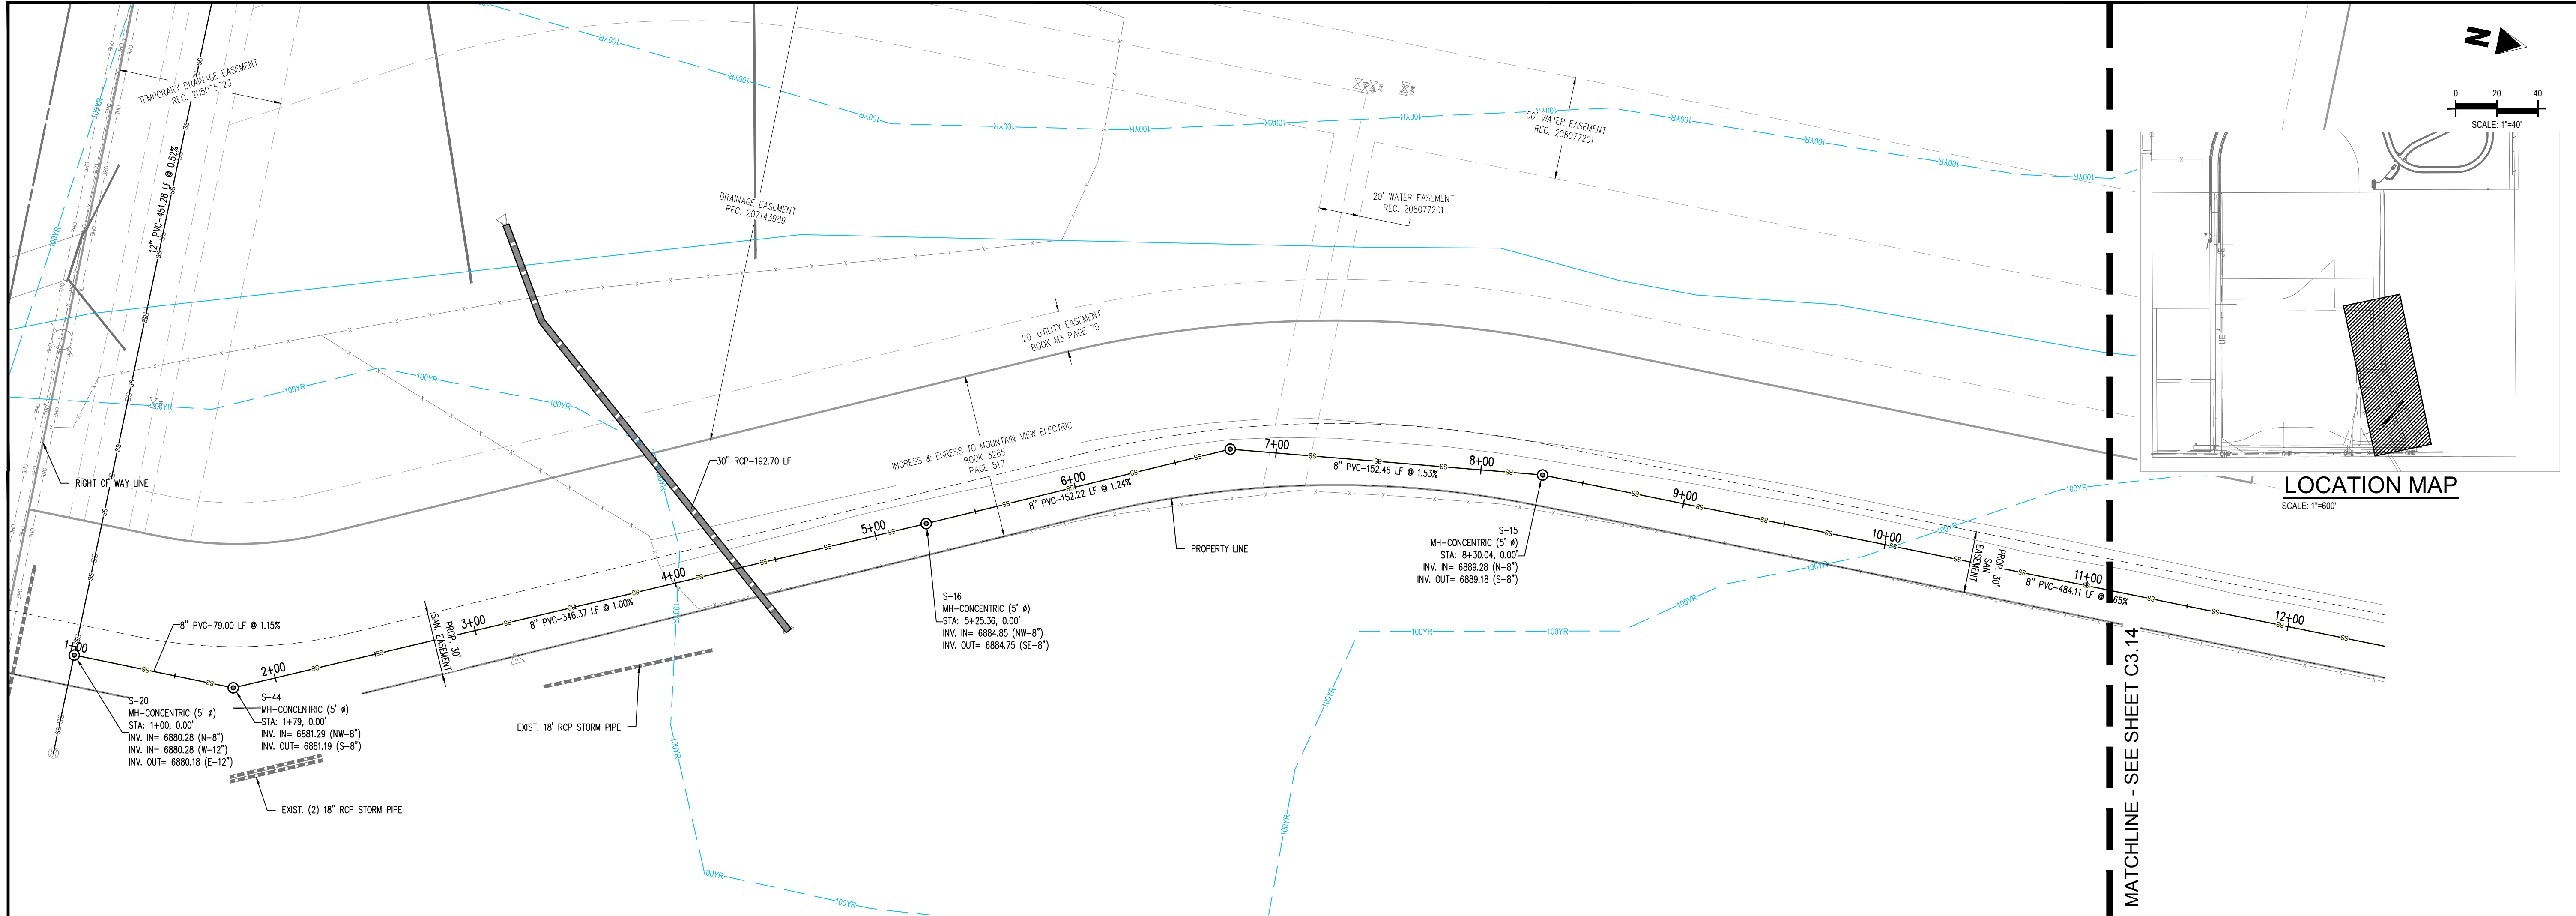 TEMPORARY DRAINAGE EASEMENT
REC. 205075723
12" PVC-451.28 LF @ 0.52%
DRAINAGE EASEMENT
REC. 207143989
50' WATER EASEMENT
REC. 208077201
20' WATER EASEMENT
REC. 208077201
20' UTILITY EASEMENT
BOOK M3 PAGE 75
INGRESS & EGRESS TO MOUNTAIN VIEW ELECTRIC
BOOK 3265
PAGE 517
30" RCP-192.70 LF
RIGHT OF WAY LINE
PROPERTY LINE
8" PVC-79.00 LF @ 1.15%
8" PVC-346.37 LF @ 1.00%
8" PVC-152.22 LF @ 1.24%
8" PVC-152.46 LF @ 1.53%
1+00
2+00
3+00
4+00
5+00
6+00
7+00
8+00
9+00
10+00
11+00
12+00
PROP. 30'
SAN. EASEMENT
PROP. 30'
SAN
EASEMENT
8" PVC-484.11 LF @
65%
S-20
MH-CONCENTRIC (5' ø)
STA: 1+00, 0.00'
INV. IN= 6880.28 (N-8")
INV. IN= 6880.28 (W-12")
INV. OUT= 6880.18 (E-12")
S-44
MH-CONCENTRIC (5' ø)
STA: 1+79, 0.00'
INV. IN= 6881.29 (NW-8")
INV. OUT= 6881.19 (S-8")
S-16
MH-CONCENTRIC (5' ø)
STA: 5+25.36, 0.00'
INV. IN= 6884.85 (NW-8")
INV. OUT= 6884.75 (SE-8")
S-15
MH-CONCENTRIC (5' ø)
STA: 8+30.04, 0.00'
INV. IN= 6889.28 (N-8")
INV. OUT= 6889.18 (S-8")
EXIST. 18' RCP STORM PIPE
EXIST. (2) 18" RCP STORM PIPE
100YR
SS
OHE
MATCHLINE - SEE SHEET C3.14
N
0 20 40
SCALE: 1"=40'
LOCATION MAP
SCALE: 1"=600'